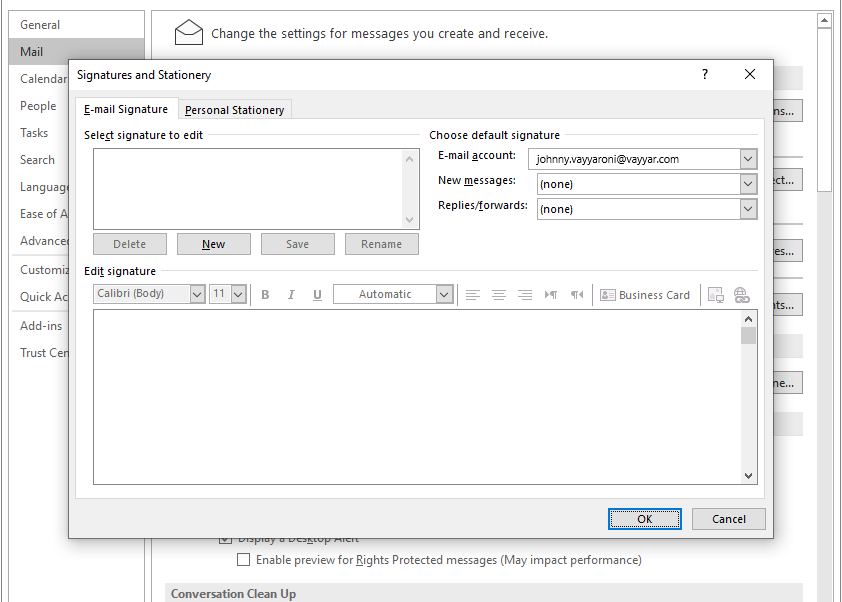 General
Mail
Calendar
People
Tasks
Search
Language
Ease of A
Advanced
Customiz
Quick Ac
Add-ins
Trust Cen
Change the settings for messages you create and receive.
Signatures and Stationery
?
E-mail Signature
Personal Stationery
Select signature to edit
Delete
New
Save
Rename
Choose default signature
E-mail account:
johnny.vayyaroni@vayyar.com
New messages:
(none)
Replies/forwards:
(none)
Edit signature
Calibri (Body)
11
B
I
U
Automatic
Business Card
OK
Cancel
ns...
ect...
es...
nts...
ne...
Display a Desktop Alert
Enable preview for Rights Protected messages (May impact performance)
Conversation Clean Up